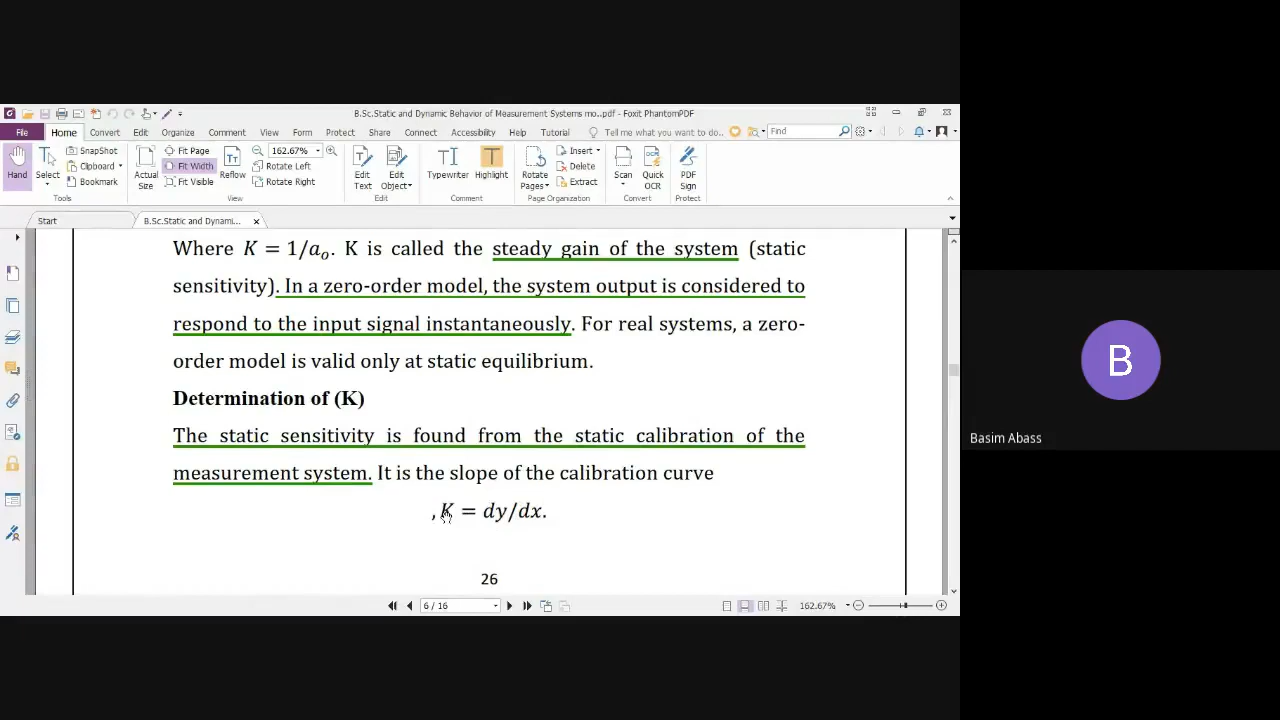 B.Sc.Static and Dynamic Behavior of Measurement Systems mo..pdf - Foxit PhantomPDF
File Home Convert Edit Organize Comment View Form Protect Share Connect Accessibility Help Tutorial Tell me what you want to do.. Find
Hand
Select
SnapShot
Clipboard
Bookmark
Tools
Actual Size
Fit Page
Fit Width
Fit Visible
Reflow
162.67%
Rotate Left
Rotate Right
View
Edit Text
Edit Object
Edit
Typewriter
Highlight
Comment
Rotate Pages
Insert
Delete
Extract
Page Organization
Scan
Quick OCR
Convert
PDF Sign
Protect
Start
B.Sc.Static and Dynami...
Where K = 1/aₒ. K is called the steady gain of the system (static
sensitivity). In a zero-order model, the system output is considered to
respond to the input signal instantaneously. For real systems, a zero-
order model is valid only at static equilibrium.
Determination of (K)
The static sensitivity is found from the static calibration of the
measurement system. It is the slope of the calibration curve
, K = dy/dx.
26
6 / 16
162.67%
B
Basim Abass